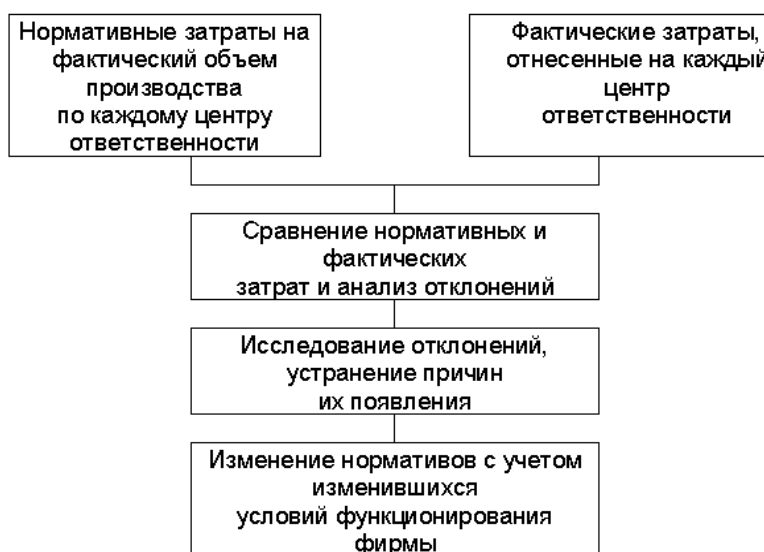 Нормативные затраты на
фактический объем
производства
по каждому центру
ответственности
Фактические затраты,
отнесенные на каждый
центр
ответственности
Сравнение нормативных и
фактических
затрат и анализ отклонений
Исследование отклонений,
устранение причин
их появления
Изменение нормативов с учетом
изменившихся
условий функционирования
фирмы